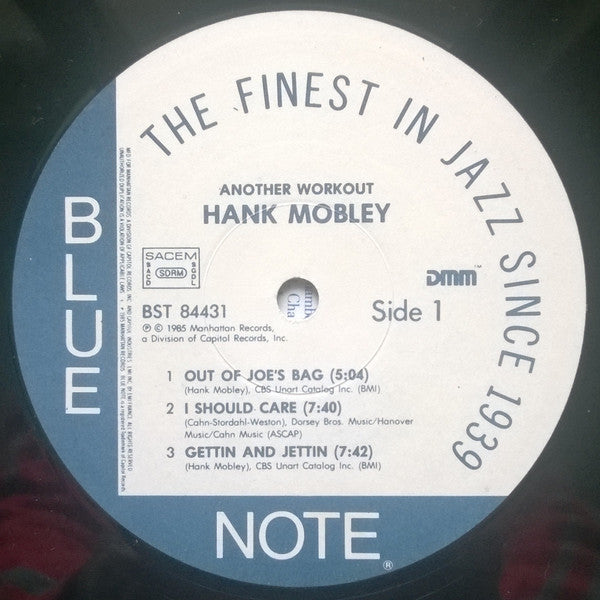 THE FINEST IN JAZZ SINCE 1939
ANOTHER WORKOUT
HANK MOBLEY
SACEM
SACD
SDRM
SGDL
DMM™
BST 84431
Side 1
℗ © 1985 Manhattan Records,
a Division of Capitol Records, Inc.
1 OUT OF JOE'S BAG (5:04)
(Hank Mobley), CBS Unart Catalog Inc. (BMI)
2 I SHOULD CARE (7:40)
(Cahn-Stordahl-Weston), Dorsey Bros. Music/Hanover
Music/Cahn Music (ASCAP)
3 GETTIN AND JETTIN (7:42)
(Hank Mobley), CBS Unart Catalog Inc. (BMI)
BLUE
NOTE®